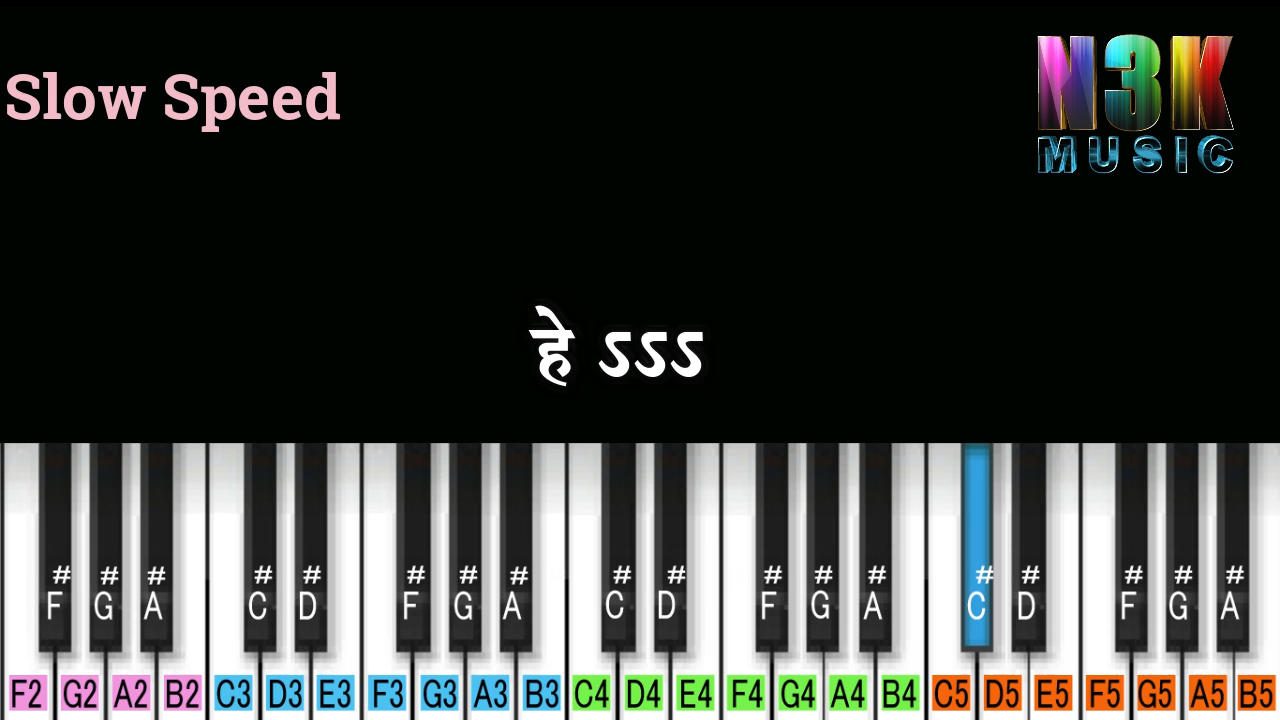 Slow Speed
N3K
MUSIC
हे ऽऽऽ
# # # # # # # # # # # # # # # # # #
F G A C D F G A C D F G A C D F G A
F2 G2 A2 B2 C3 D3 E3 F3 G3 A3 B3 C4 D4 E4 F4 G4 A4 B4 C5 D5 E5 F5 G5 A5 B5